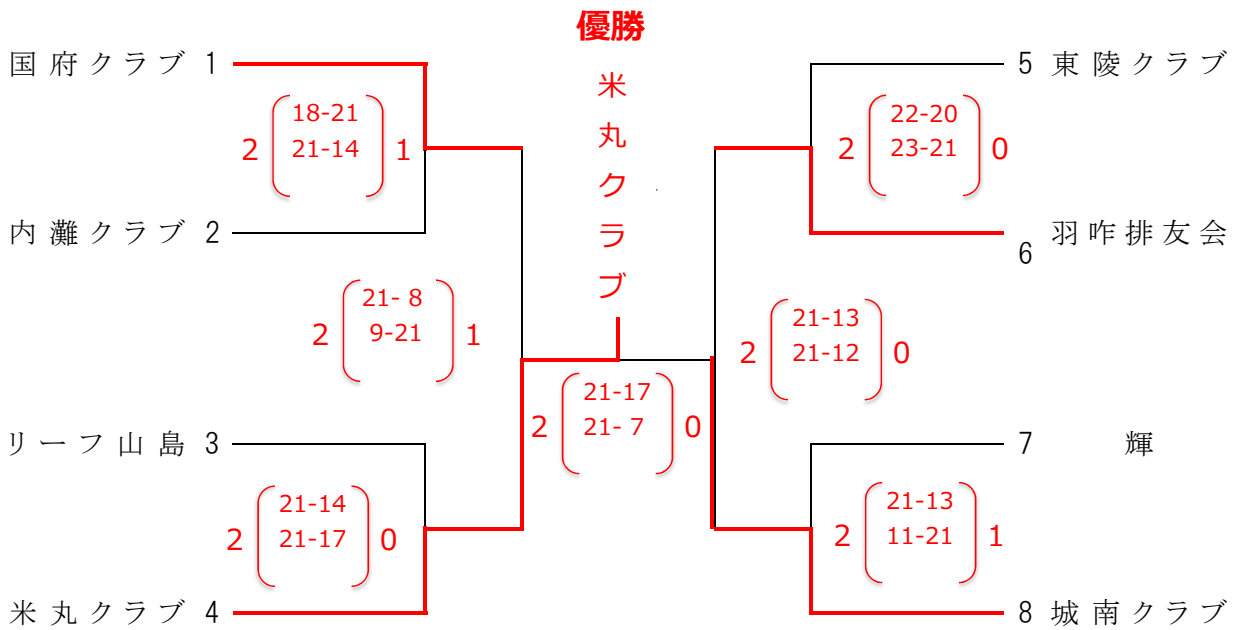 優勝
米丸クラブ
国府クラブ 1
2 18-21 1
21-14
内灘クラブ 2
2 21- 8 1
9-21
リーフ山島 3
2 21-14 0
21-17
米丸クラブ 4
2 21-17 0
21- 7
5 東陵クラブ
2 22-20 0
23-21
6 羽咋排友会
2 21-13 0
21-12
7 輝
2 21-13 1
11-21
8 城南クラブ